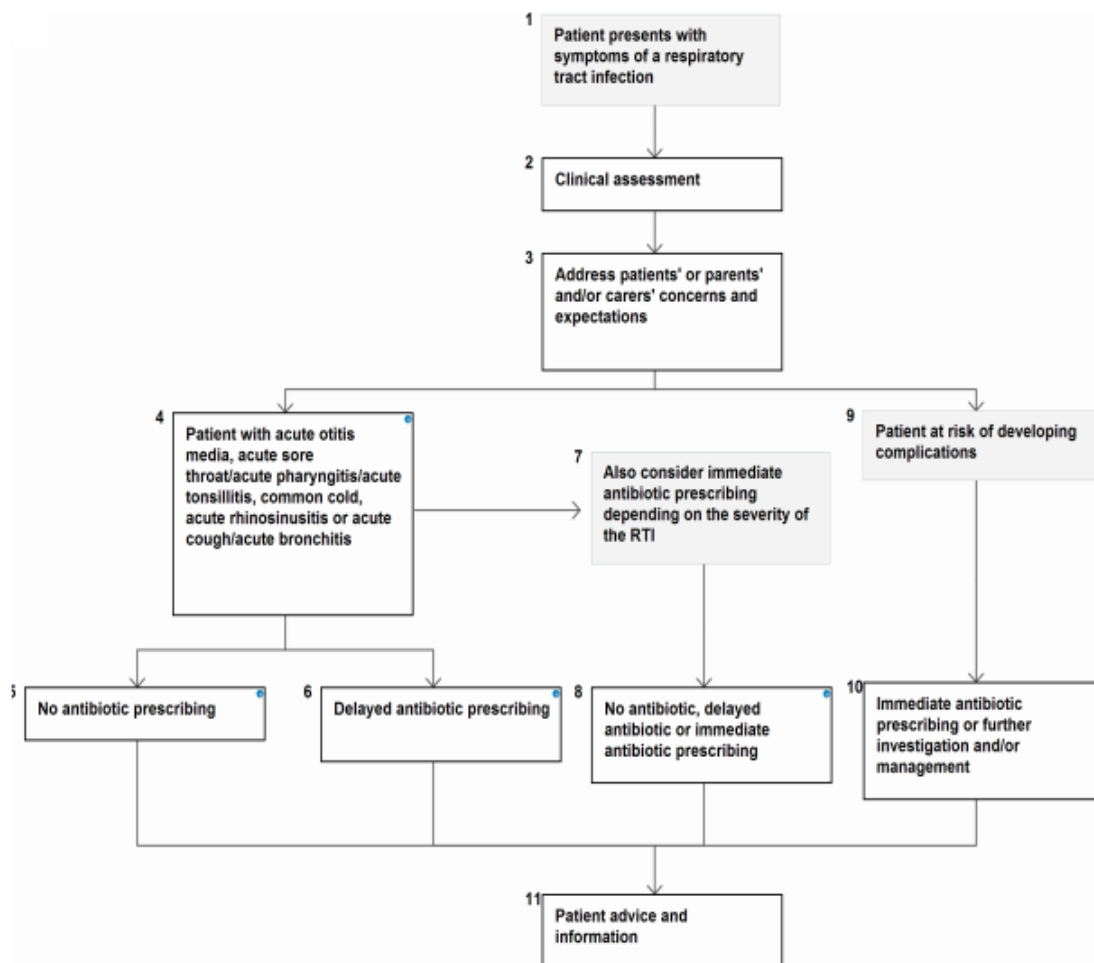 1
Patient presents with
symptoms of a respiratory
tract infection
2
Clinical assessment
3
Address patients' or parents'
and/or carers' concerns and
expectations
4
Patient with acute otitis
media, acute sore
throat/acute pharyngitis/acute
tonsillitis, common cold,
acute rhinosinusitis or acute
cough/acute bronchitis
7
Also consider immediate
antibiotic prescribing
depending on the severity of
the RTI
9
Patient at risk of developing
complications
5
No antibiotic prescribing
6
Delayed antibiotic prescribing
8
No antibiotic, delayed
antibiotic or immediate
antibiotic prescribing
10
Immediate antibiotic
prescribing or further
investigation and/or
management
11
Patient advice and
information